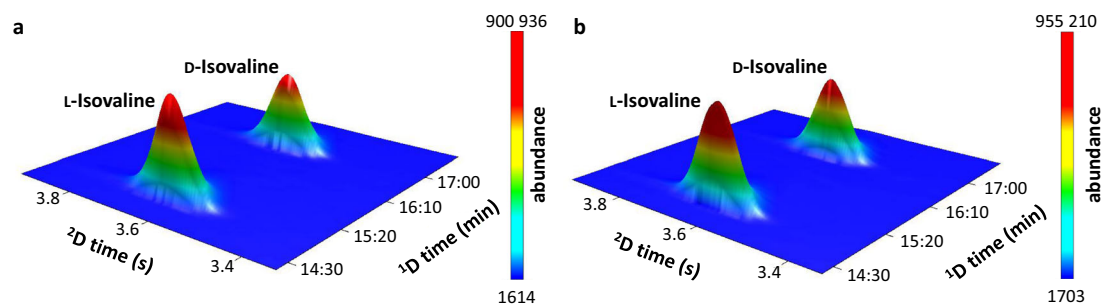 a
900 936
D-Isovaline
L-Isovaline
abundance
3.8
3.6
3.4
²D time (s)
17:00
16:10
15:20
14:30
¹D time (min)
1614
b
955 210
D-Isovaline
L-Isovaline
abundance
3.8
3.6
3.4
²D time (s)
17:00
16:10
15:20
14:30
¹D time (min)
1703